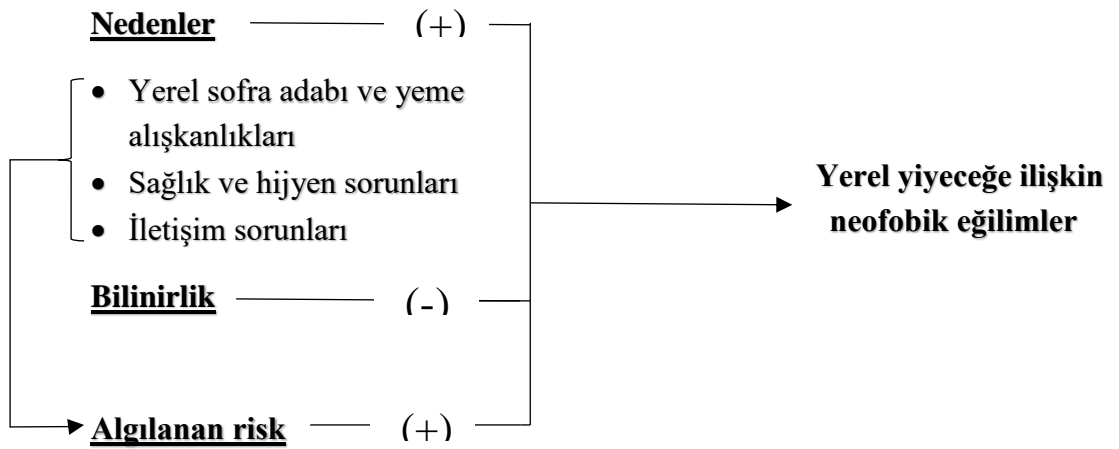 Nedenler (+)
• Yerel sofra adabı ve yeme
alışkanlıkları
• Sağlık ve hijyen sorunları
• İletişim sorunları
Yerel yiyeceğe ilişkin
neofobik eğilimler
Bilinirlik (-)
Algılanan risk (+)